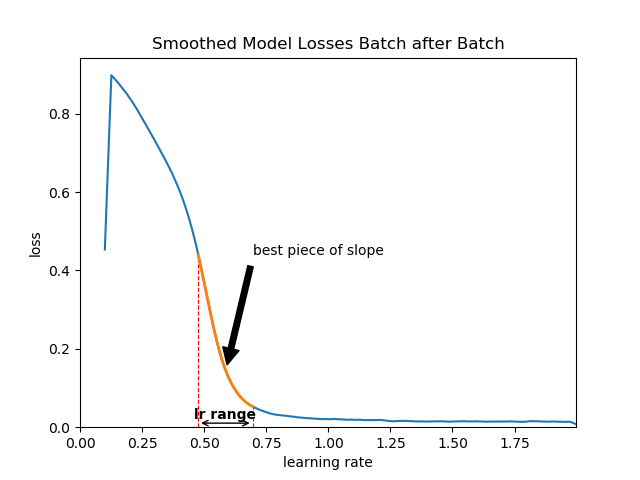 Smoothed Model Losses Batch after Batch
0.8
0.6
0.4
0.2
0.0
loss
best piece of slope
lr range
0.00 0.25 0.50 0.75 1.00 1.25 1.50 1.75
learning rate